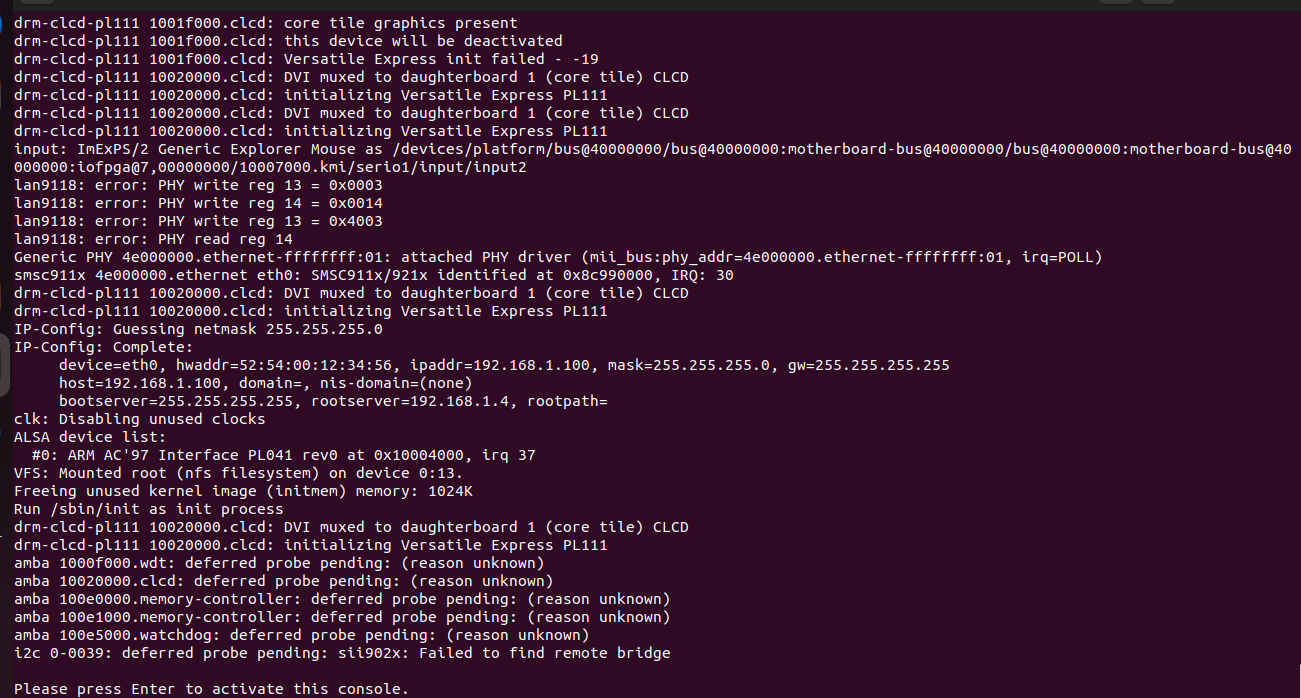 drm-clcd-pl111 1001f000.clcd: core tile graphics present
drm-clcd-pl111 1001f000.clcd: this device will be deactivated
drm-clcd-pl111 1001f000.clcd: Versatile Express init failed - -19
drm-clcd-pl111 10020000.clcd: DVI muxed to daughterboard 1 (core tile) CLCD
drm-clcd-pl111 10020000.clcd: initializing Versatile Express PL111
drm-clcd-pl111 10020000.clcd: DVI muxed to daughterboard 1 (core tile) CLCD
drm-clcd-pl111 10020000.clcd: initializing Versatile Express PL111
input: ImExPS/2 Generic Explorer Mouse as /devices/platform/bus@40000000/bus@40000000:motherboard-bus@40000000/bus@40000000:motherboard-bus@40
000000:iofpga@7,00000000/10007000.kmi/serio1/input/input2
lan9118: error: PHY write reg 13 = 0x0003
lan9118: error: PHY write reg 14 = 0x0014
lan9118: error: PHY write reg 13 = 0x4003
lan9118: error: PHY read reg 14
Generic PHY 4e000000.ethernet-ffffffff:01: attached PHY driver (mii_bus:phy_addr=4e000000.ethernet-ffffffff:01, irq=POLL)
smsc911x 4e000000.ethernet eth0: SMSC911x/921x identified at 0x8c990000, IRQ: 30
drm-clcd-pl111 10020000.clcd: DVI muxed to daughterboard 1 (core tile) CLCD
drm-clcd-pl111 10020000.clcd: initializing Versatile Express PL111
IP-Config: Guessing netmask 255.255.255.0
IP-Config: Complete:
     device=eth0, hwaddr=52:54:00:12:34:56, ipaddr=192.168.1.100, mask=255.255.255.0, gw=255.255.255.255
     host=192.168.1.100, domain=, nis-domain=(none)
     bootserver=255.255.255.255, rootserver=192.168.1.4, rootpath=
clk: Disabling unused clocks
ALSA device list:
  #0: ARM AC'97 Interface PL041 rev0 at 0x10004000, irq 37
VFS: Mounted root (nfs filesystem) on device 0:13.
Freeing unused kernel image (initmem) memory: 1024K
Run /sbin/init as init process
drm-clcd-pl111 10020000.clcd: DVI muxed to daughterboard 1 (core tile) CLCD
drm-clcd-pl111 10020000.clcd: initializing Versatile Express PL111
amba 1000f000.wdt: deferred probe pending: (reason unknown)
amba 10020000.clcd: deferred probe pending: (reason unknown)
amba 100e0000.memory-controller: deferred probe pending: (reason unknown)
amba 100e1000.memory-controller: deferred probe pending: (reason unknown)
amba 100e5000.watchdog: deferred probe pending: (reason unknown)
i2c 0-0039: deferred probe pending: sii902x: Failed to find remote bridge
Please press Enter to activate this console.